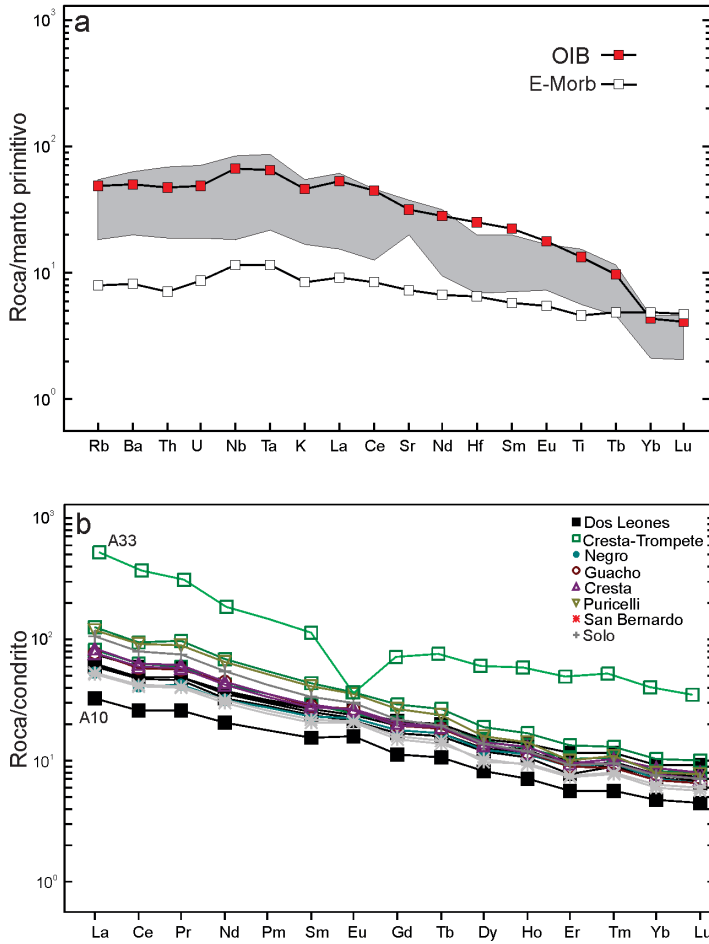 a
Roca/manto primitivo
10³
10²
10¹
10⁰
OIB
E-Morb
Rb Ba Th U Nb Ta K La Ce Sr Nd Hf Sm Eu Ti Tb Yb Lu
b
Roca/condrito
10³
10²
10¹
10⁰
A33
A10
Dos Leones
Cresta-Trompete
Negro
Guacho
Cresta
Puricelli
San Bernardo
Solo
La Ce Pr Nd Pm Sm Eu Gd Tb Dy Ho Er Tm Yb Lu